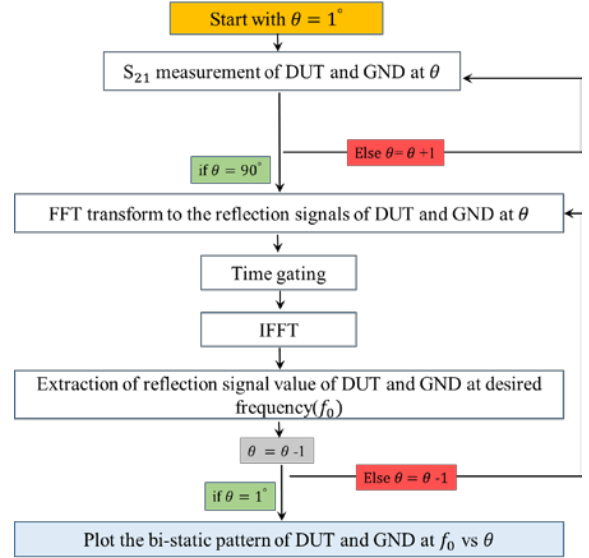 Start with θ = 1°
S₂₁ measurement of DUT and GND at θ
Else θ= θ +1
if θ = 90°
FFT transform to the reflection signals of DUT and GND at θ
Time gating
IFFT
Extraction of reflection signal value of DUT and GND at desired
frequency(f₀)
θ = θ -1
Else θ = θ -1
if θ = 1°
Plot the bi-static pattern of DUT and GND at f₀ vs θ